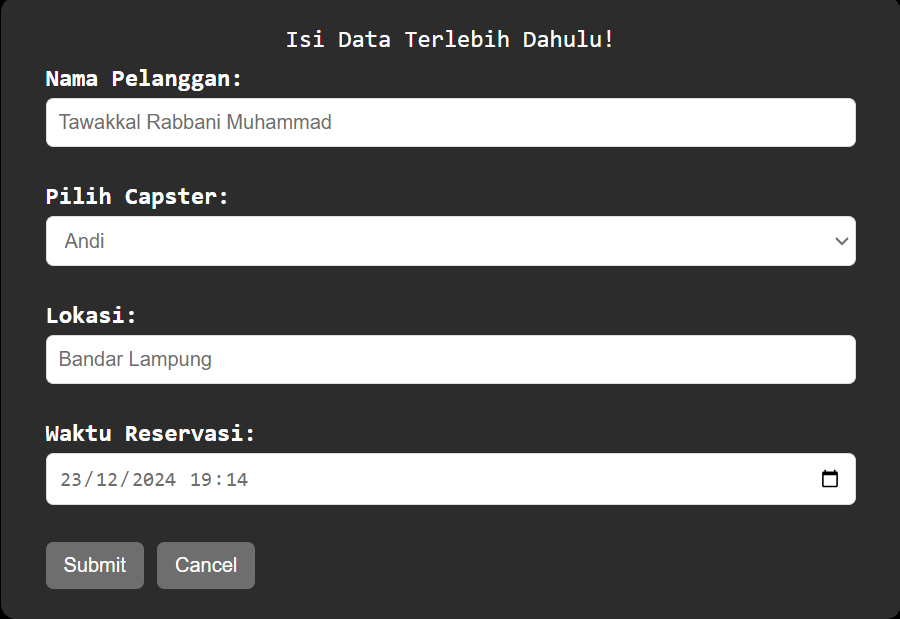 Isi Data Terlebih Dahulu!
Nama Pelanggan:
Tawakkal Rabbani Muhammad
Pilih Capster:
Andi
Lokasi:
Bandar Lampung
Waktu Reservasi:
23/12/2024 19:14
Submit Cancel